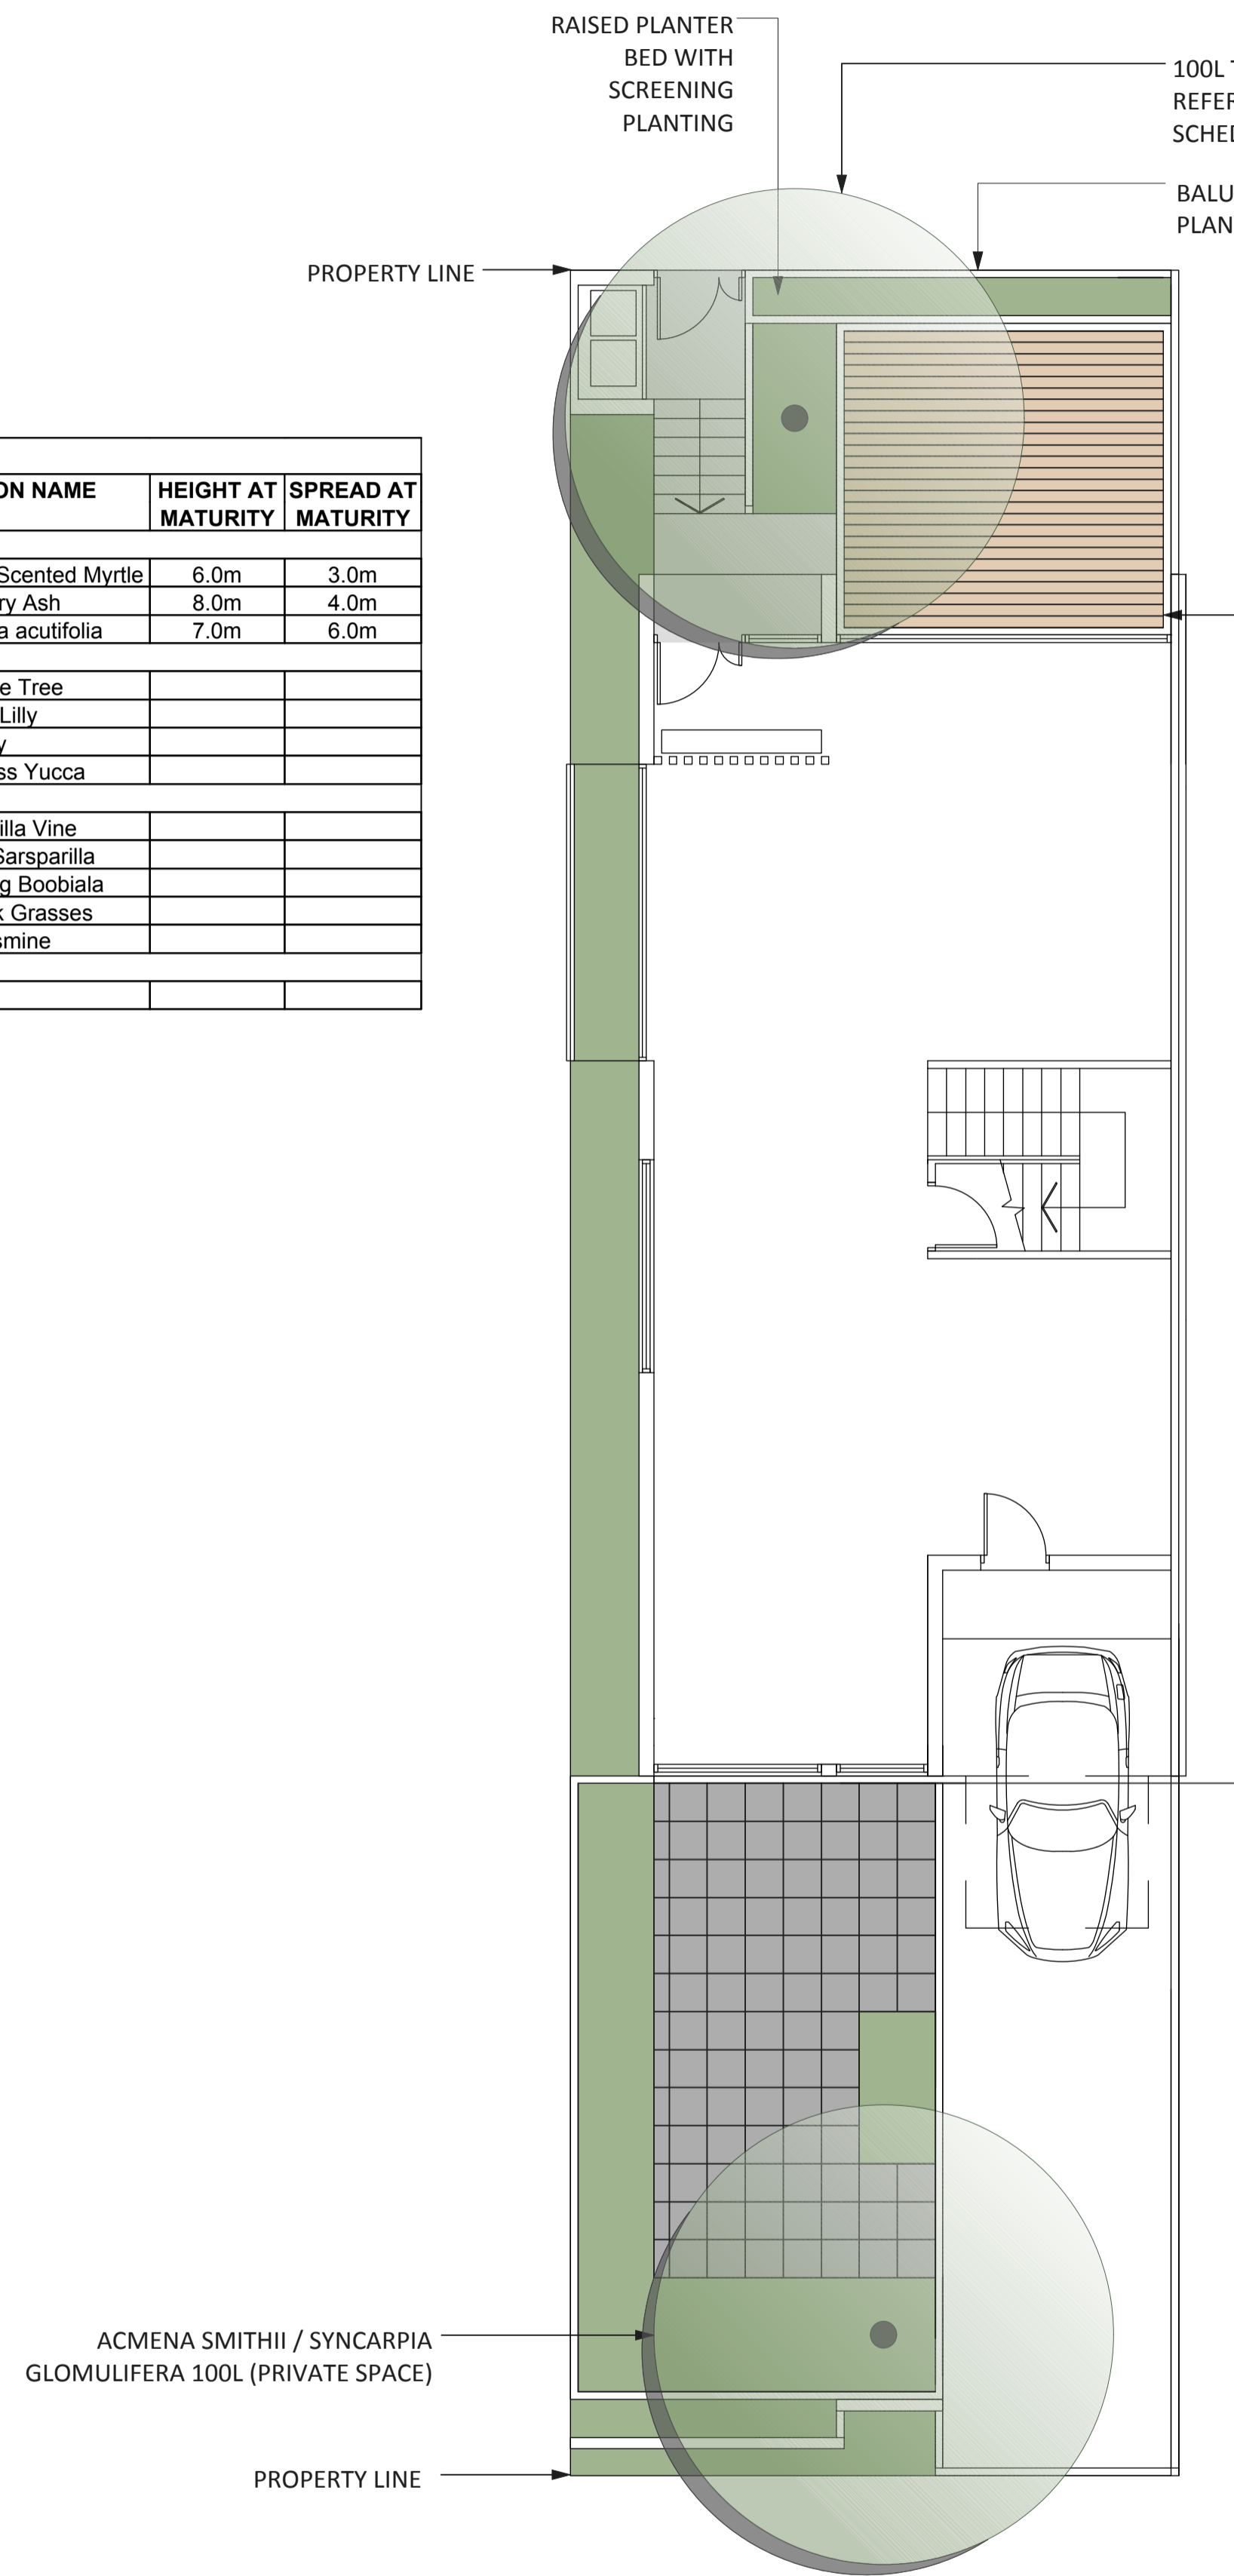 RAISED PLANTER
BED WITH
SCREENING
PLANTING
100L
REFER
SCHED
BALU
PLAN
PROPERTY LINE
ON NAME HEIGHT AT MATURITY SPREAD AT MATURITY
Scented Myrtle 6.0m 3.0m
ry Ash 8.0m 4.0m
a acutifolia 7.0m 6.0m
e Tree
Lilly
y
ss Yucca
illa Vine
Sarsparilla
g Boobiala
k Grasses
smine
ACMENA SMITHII / SYNCARPIA
GLOMULIFERA 100L (PRIVATE SPACE)
PROPERTY LINE